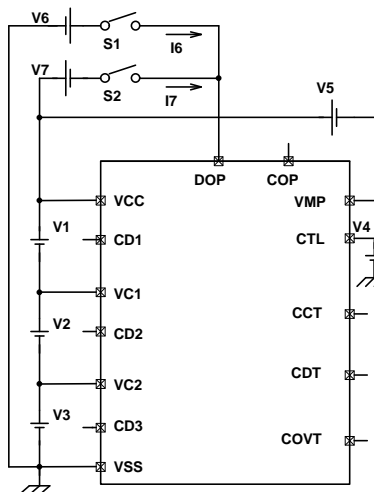 V6
S1
I6
V7
S2
I7
V5
DOP
COP
VCC
VMP
V1
V4
CD1
CTL
VC1
CCT
V2
CD2
VC2
CDT
V3
CD3
COVT
VSS